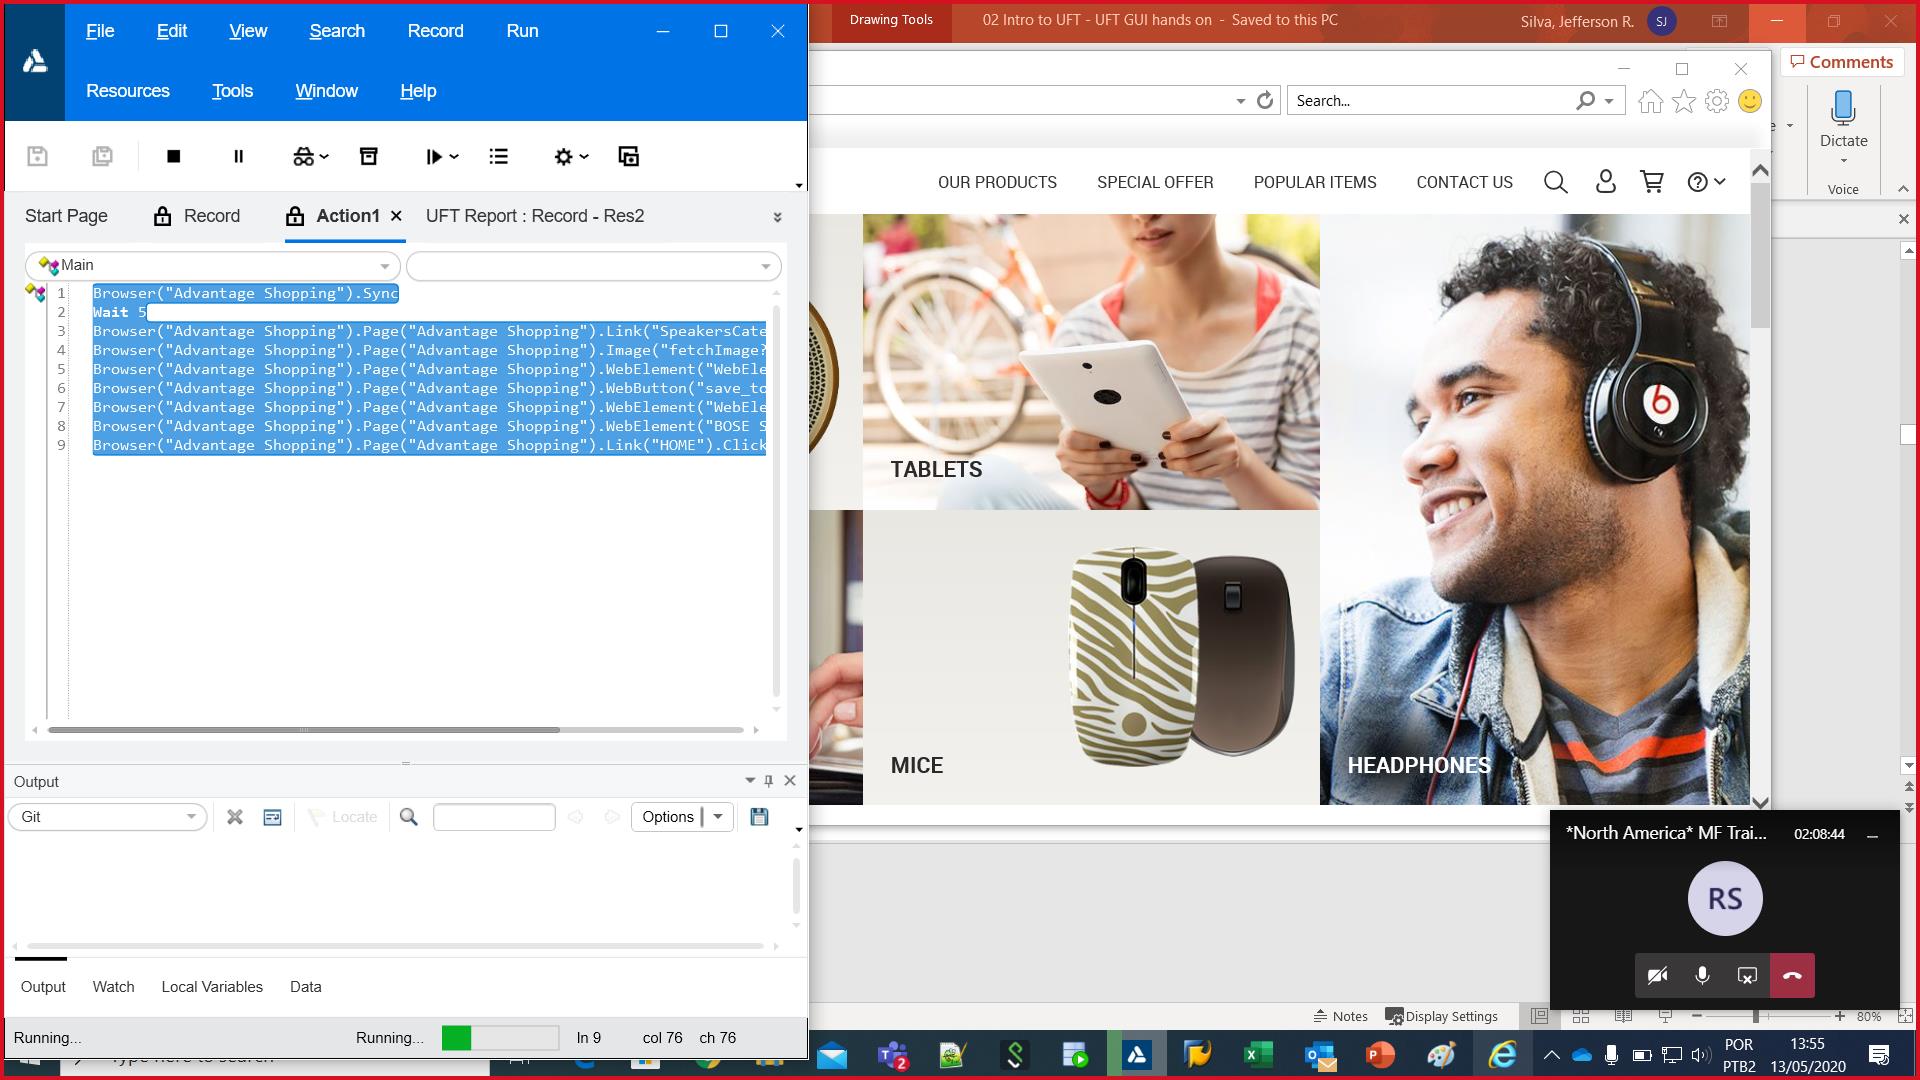 File Edit View Search Record Run
Resources Tools Window Help
Drawing Tools
02 Intro to UFT - UFT GUI hands on - Saved to this PC
Silva, Jefferson R.
SJ
Comments
Search...
Dictate
Voice
Start Page
Record
Action1
UFT Report : Record - Res2
Main
1 Browser("Advantage Shopping").Sync
2 Wait 5
3 Browser("Advantage Shopping").Page("Advantage Shopping").Link("SpeakersCate
4 Browser("Advantage Shopping").Page("Advantage Shopping").Image("fetchImage?
5 Browser("Advantage Shopping").Page("Advantage Shopping").WebElement("WebEle
6 Browser("Advantage Shopping").Page("Advantage Shopping").WebButton("save_to
7 Browser("Advantage Shopping").Page("Advantage Shopping").WebElement("WebEle
8 Browser("Advantage Shopping").Page("Advantage Shopping").WebElement("BOSE S
9 Browser("Advantage Shopping").Page("Advantage Shopping").Link("HOME").Click
OUR PRODUCTS
SPECIAL OFFER
POPULAR ITEMS
CONTACT US
TABLETS
MICE
HEADPHONES
Output
Git
Locate
Options
Output
Watch
Local Variables
Data
Running...
Running...
ln 9
col 76
ch 76
*North America* MF Trai...
02:08:44
RS
Notes
Display Settings
80%
Type here to search
2
POR
PTB2
13:55
13/05/2020